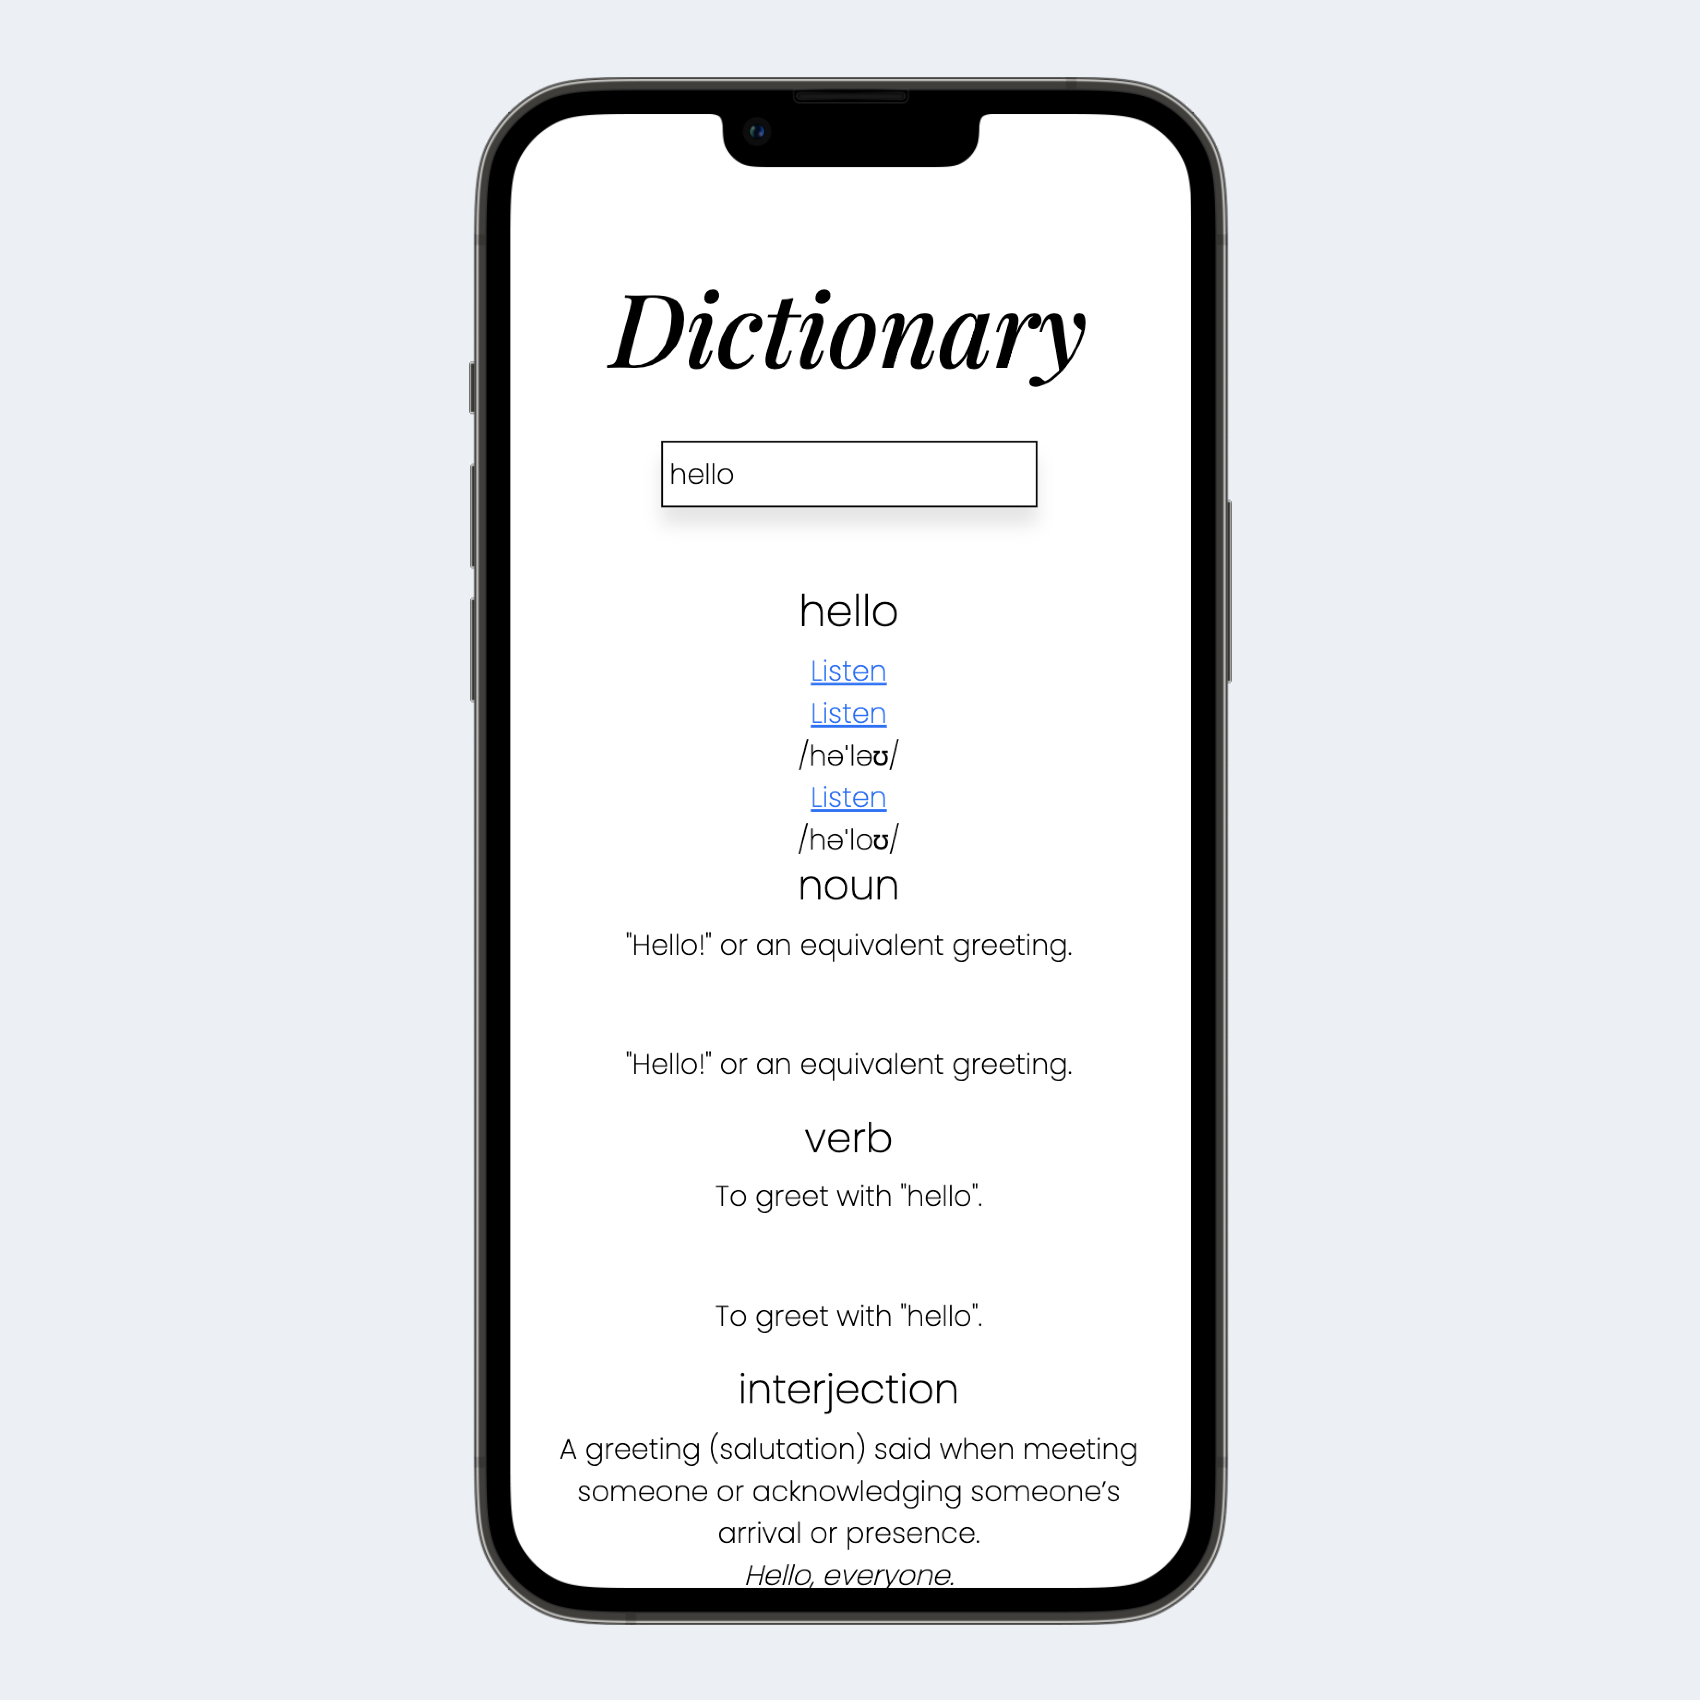 Dictionary
hello
hello
Listen
Listen
/həˈləʊ/
Listen
/həˈloʊ/
noun
"Hello!" or an equivalent greeting.
"Hello!" or an equivalent greeting.
verb
To greet with "hello".
To greet with "hello".
interjection
A greeting (salutation) said when meeting
someone or acknowledging someone’s
arrival or presence.
Hello, everyone.